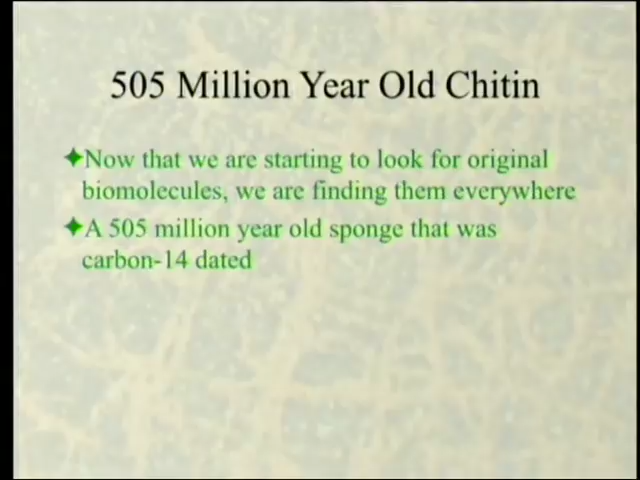 505 Million Year Old Chitin
✦Now that we are starting to look for original
biomolecules, we are finding them everywhere
✦A 505 million year old sponge that was
carbon-14 dated